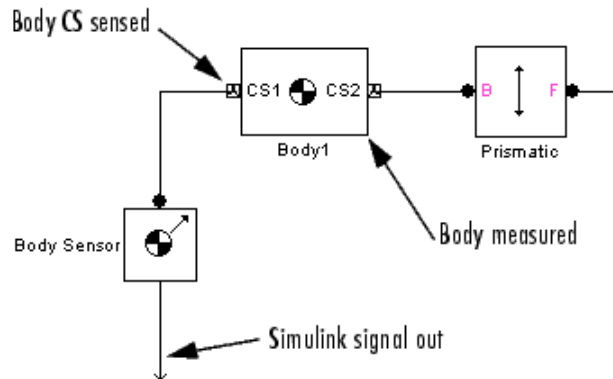 Body CS sensed
CS1 CS2
B F
Body1
Prismatic
Body Sensor
Body measured
Simulink signal out